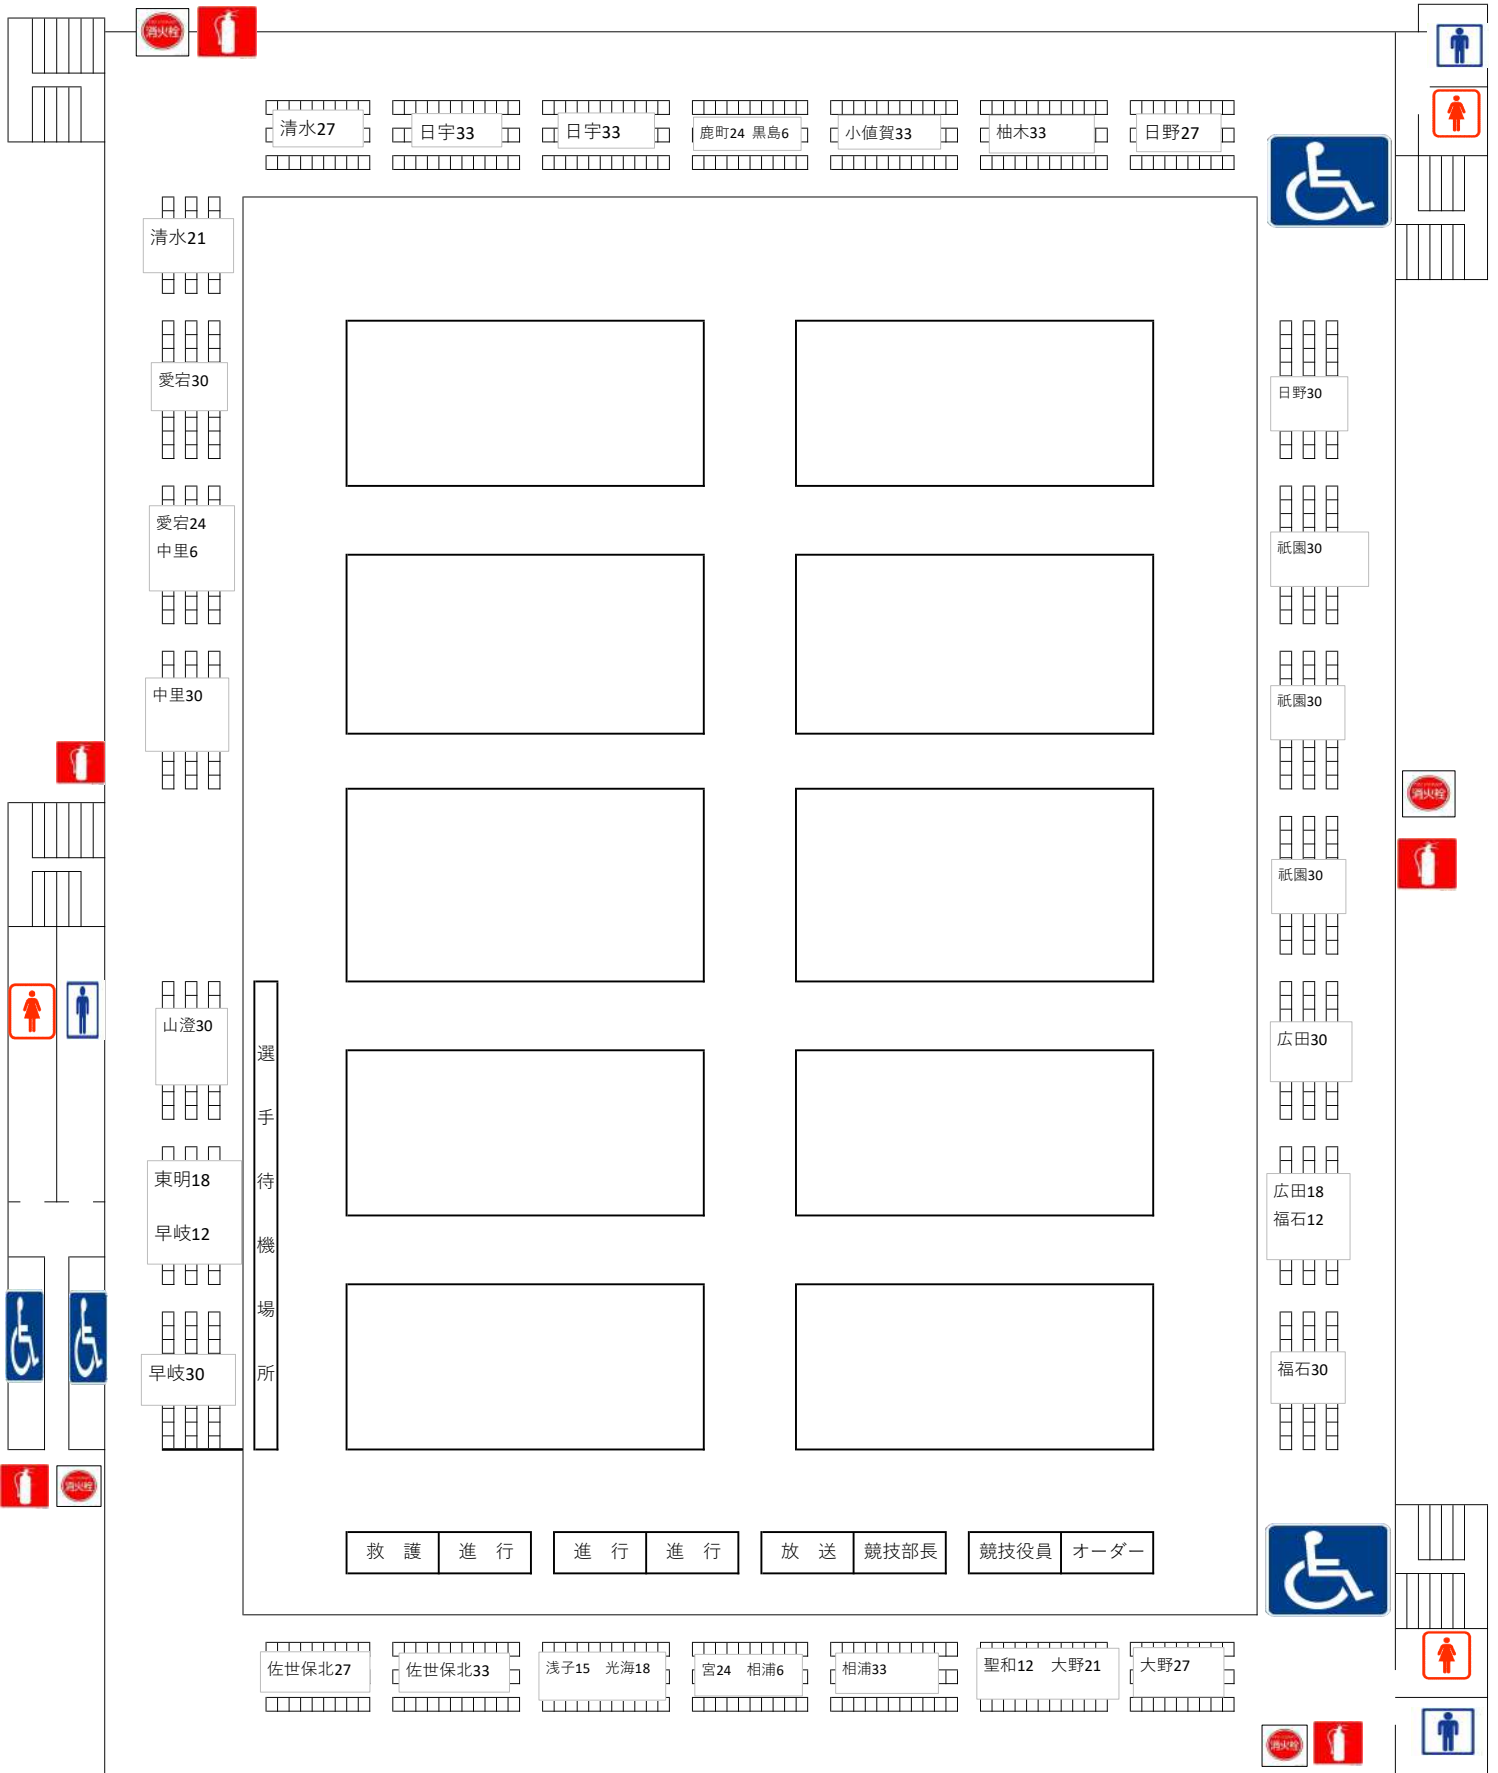 消火栓
清水27
日宇33
日宇33
鹿町24 黒島6
小値賀33
柚木33
日野27
清水21
愛宕30
日野30
愛宕24
中里6
祇園30
中里30
祇園30
消火栓
祇園30
山澄30
広田30
選手待機場所
東明18
早岐12
広田18
福石12
早岐30
福石30
消火栓
救 護
進 行
進 行
進 行
放 送
競技部長
競技役員
オーダー
佐世保北27
佐世保北33
浅子15 光海18
宮24 相浦6
相浦33
聖和12 大野21
大野27
消火栓